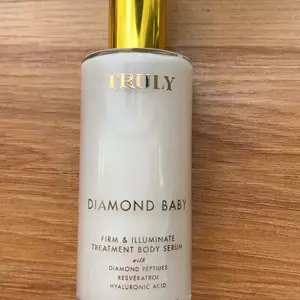 TRULY
DIAMOND BABY
FIRM & ILLUMINATE
TREATMENT BODY SERUM
with
DIAMOND PEPTIDES
RESVERATROL
HYALURONIC ACID